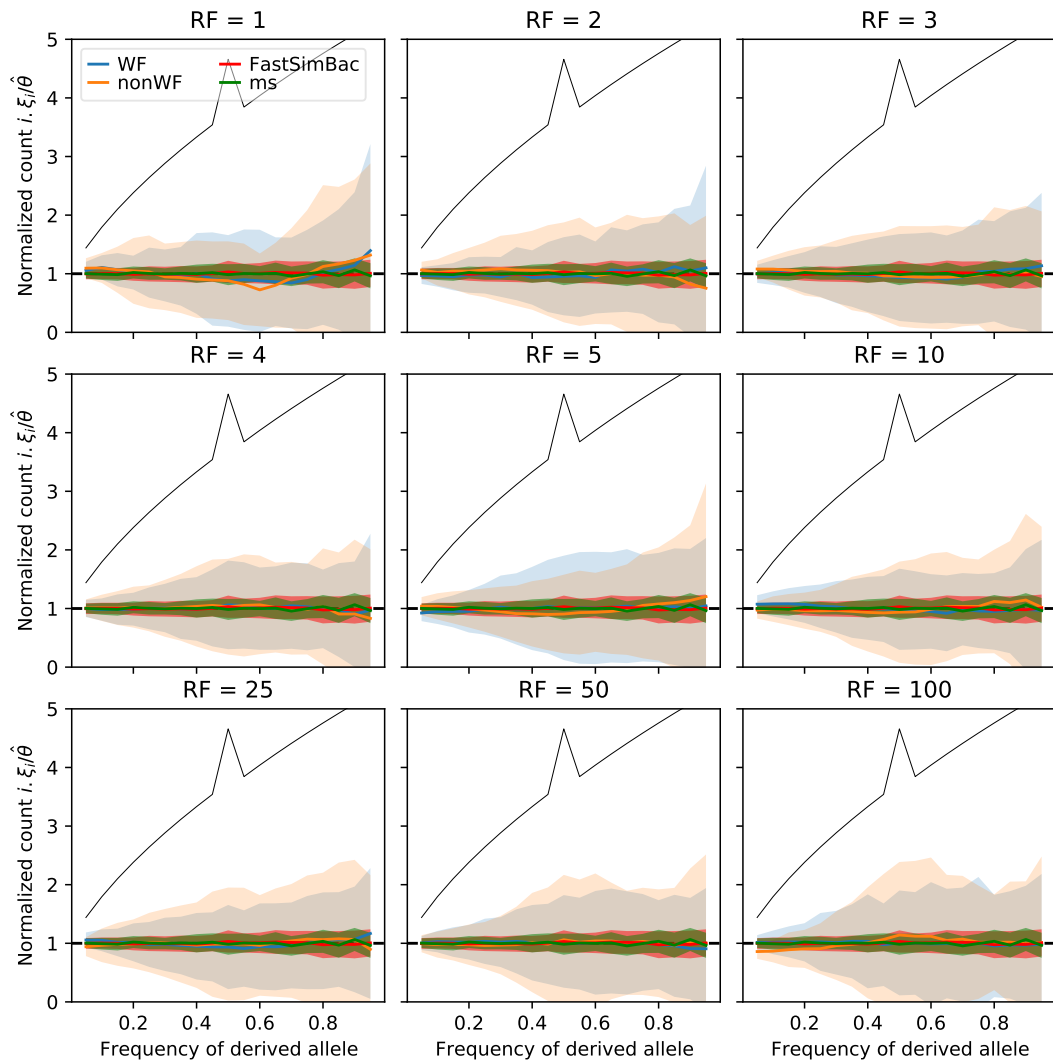 RF = 1
RF = 2
RF = 3
5
4
3
2
1
0
Normalized count i.ξ_i/θ̂
WF
nonWF
FastSimBac
ms
RF = 4
RF = 5
RF = 10
5
4
3
2
1
0
Normalized count i.ξ_i/θ̂
RF = 25
RF = 50
RF = 100
5
4
3
2
1
0
Normalized count i.ξ_i/θ̂
0.2 0.4 0.6 0.8
0.2 0.4 0.6 0.8
0.2 0.4 0.6 0.8
Frequency of derived allele
Frequency of derived allele
Frequency of derived allele